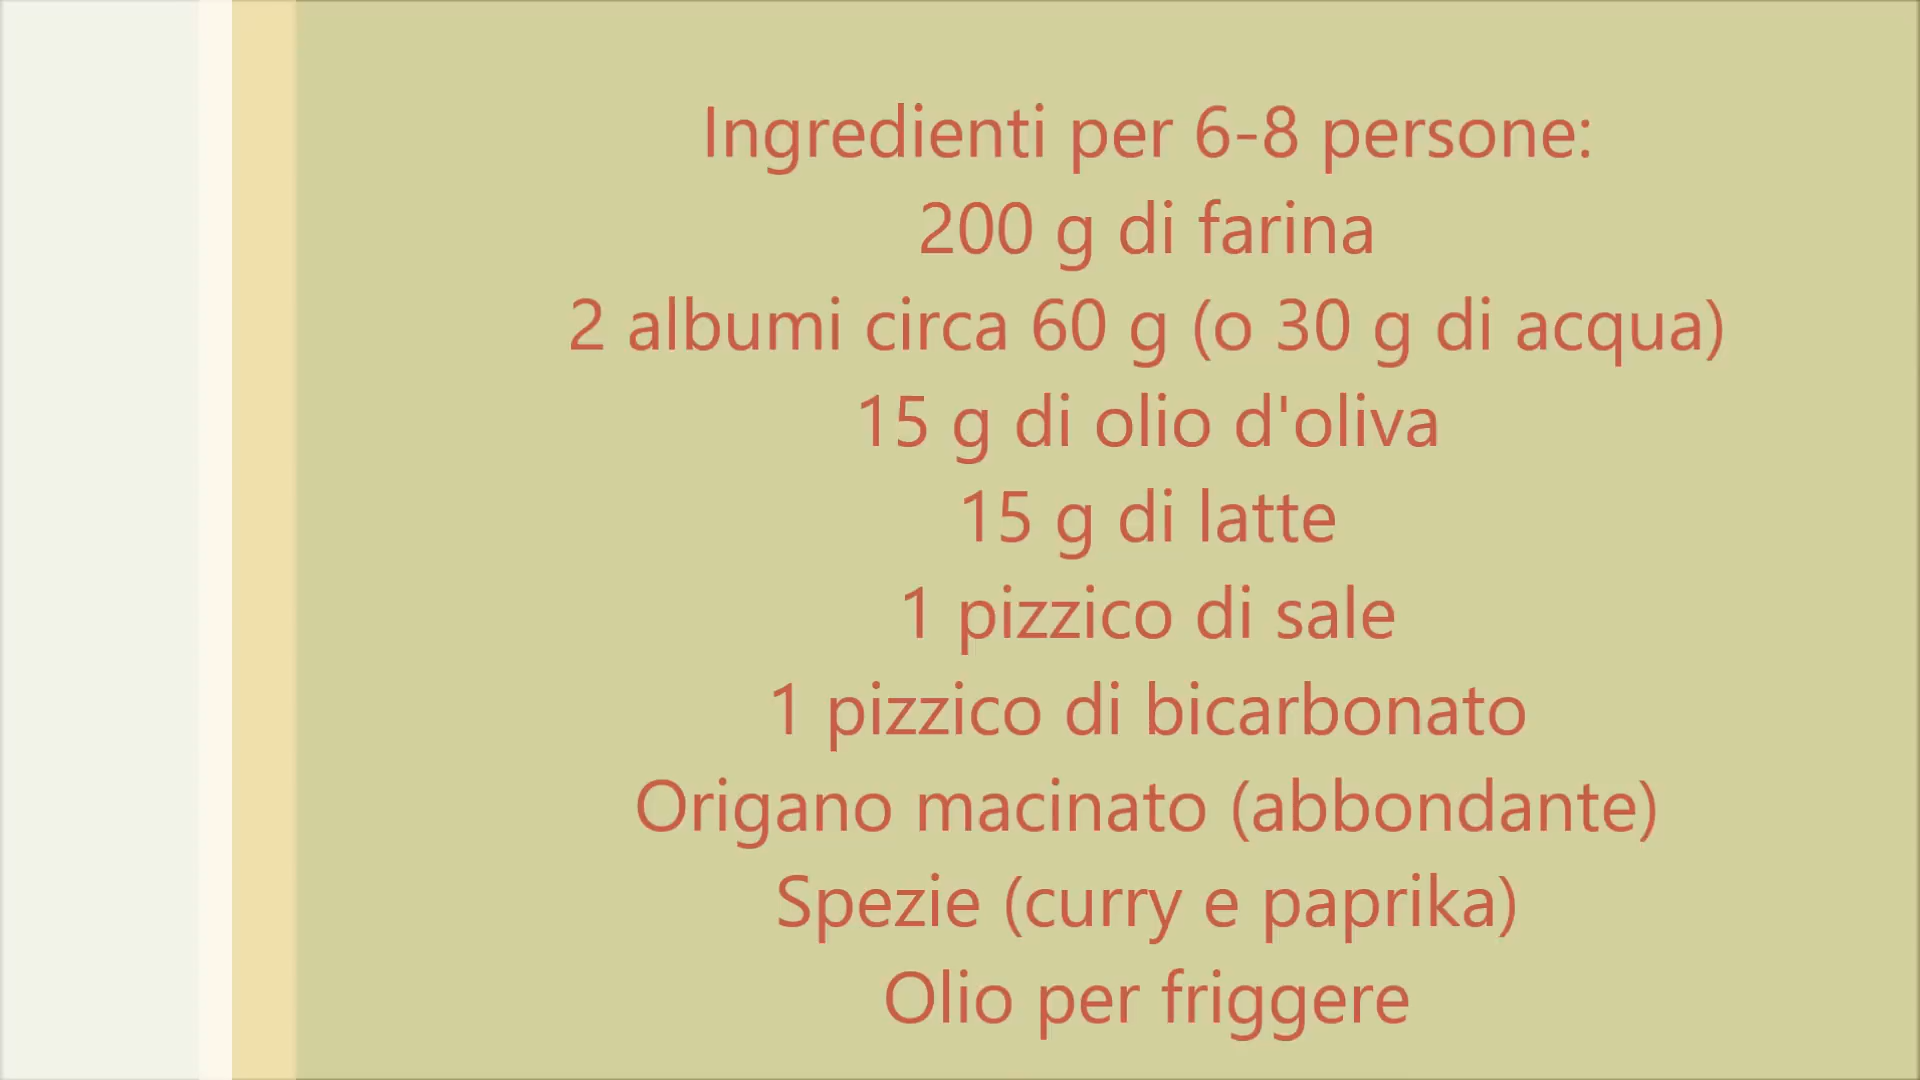 Ingredienti per 6-8 persone:
200 g di farina
2 albumi circa 60 g (o 30 g di acqua)
15 g di olio d'oliva
15 g di latte
1 pizzico di sale
1 pizzico di bicarbonato
Origano macinato (abbondante)
Spezie (curry e paprika)
Olio per friggere